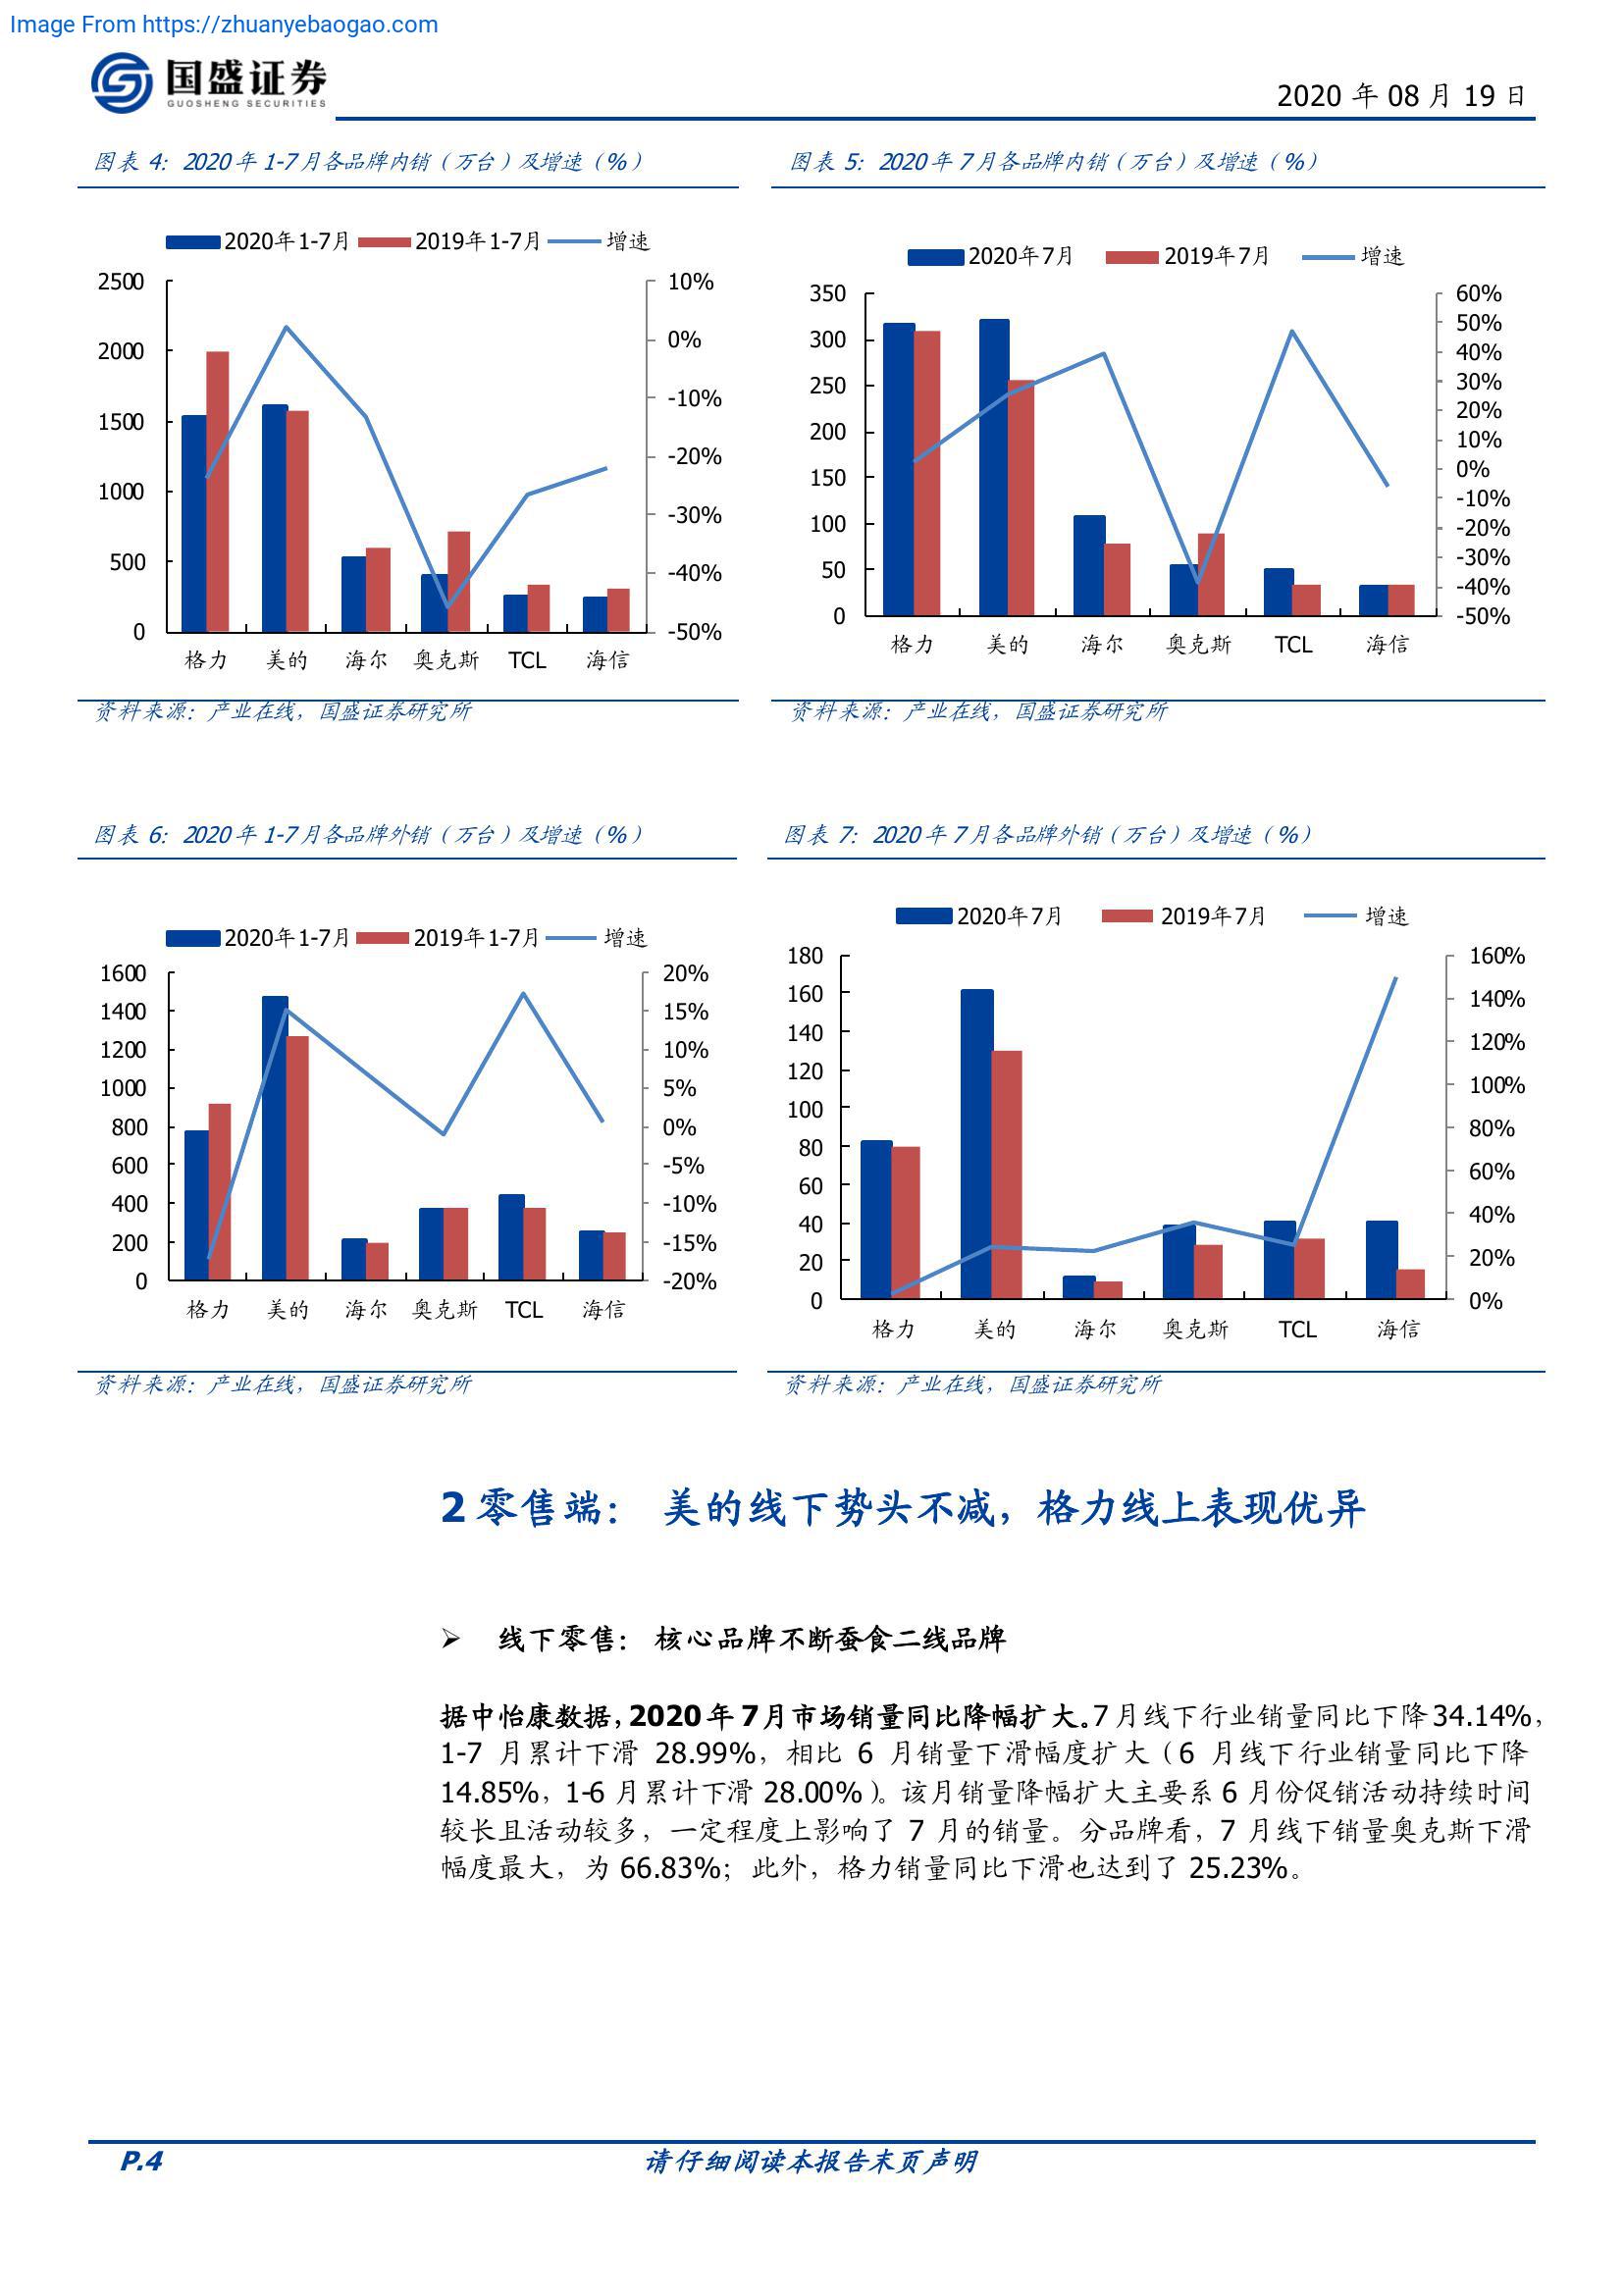 Image From https://zhuanyebaogao.com
国盛证券
GUOSHENG SECURITIES
2020 年 08 月 19 日
图表 4: 2020 年 1-7 月各品牌内销（万台）及增速（%）
2020年1-7月 2019年1-7月 增速
2500
2000
1500
1000
500
0
10%
0%
-10%
-20%
-30%
-40%
-50%
格力 美的 海尔 奥克斯 TCL 海信
资料来源：产业在线，国盛证券研究所
图表 5: 2020 年 7 月各品牌内销（万台）及增速（%）
2020年7月 2019年7月 增速
350
300
250
200
150
100
50
0
60%
50%
40%
30%
20%
10%
0%
-10%
-20%
-30%
-40%
-50%
格力 美的 海尔 奥克斯 TCL 海信
资料来源：产业在线，国盛证券研究所
图表 6: 2020 年 1-7 月各品牌外销（万台）及增速（%）
2020年1-7月 2019年1-7月 增速
1600
1400
1200
1000
800
600
400
200
0
20%
15%
10%
5%
0%
-5%
-10%
-15%
-20%
格力 美的 海尔 奥克斯 TCL 海信
资料来源：产业在线，国盛证券研究所
图表 7: 2020 年 7 月各品牌外销（万台）及增速（%）
2020年7月 2019年7月 增速
180
160
140
120
100
80
60
40
20
0
160%
140%
120%
100%
80%
60%
40%
20%
0%
格力 美的 海尔 奥克斯 TCL 海信
资料来源：产业在线，国盛证券研究所
2 零售端： 美的线下势头不减，格力线上表现优异
➢ 线下零售： 核心品牌不断蚕食二线品牌
据中怡康数据，2020 年 7 月市场销量同比降幅扩大。7 月线下行业销量同比下降 34.14%，
1-7 月累计下滑 28.99%，相比 6 月销量下滑幅度扩大（6 月线下行业销量同比下降
14.85%，1-6 月累计下滑 28.00%）。该月销量降幅扩大主要系 6 月份促销活动持续时间
较长且活动较多，一定程度上影响了 7 月的销量。分品牌看，7 月线下销量奥克斯下滑
幅度最大，为 66.83%；此外，格力销量同比下滑也达到了 25.23%。
P.4
请仔细阅读本报告末页声明